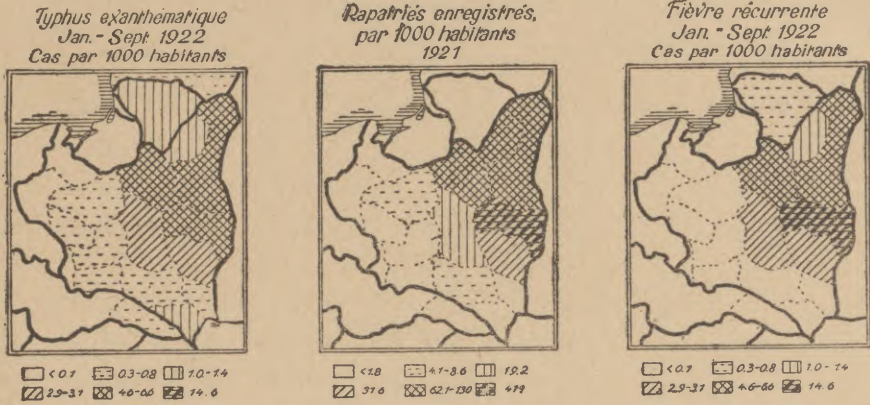 Typhus exanthématique
Jan. - Sept 1922
Cas par 1000 habitants
< 0.1 0.3-0.8 1.0-1.4
2.9-3.1 4.6-6.6 14.6
Rapatriés enregistrés,
par 1000 habitants
1921
<1.8 4.1-8.6 19.2
31.6 62.1-130 419
Fièvre récurrente
Jan. - Sept 1922
Cas par 1000 habitants
< 0.1 0.3-0.8 1.0-1.4
2.9-3.1 4.6-6.6 14.6